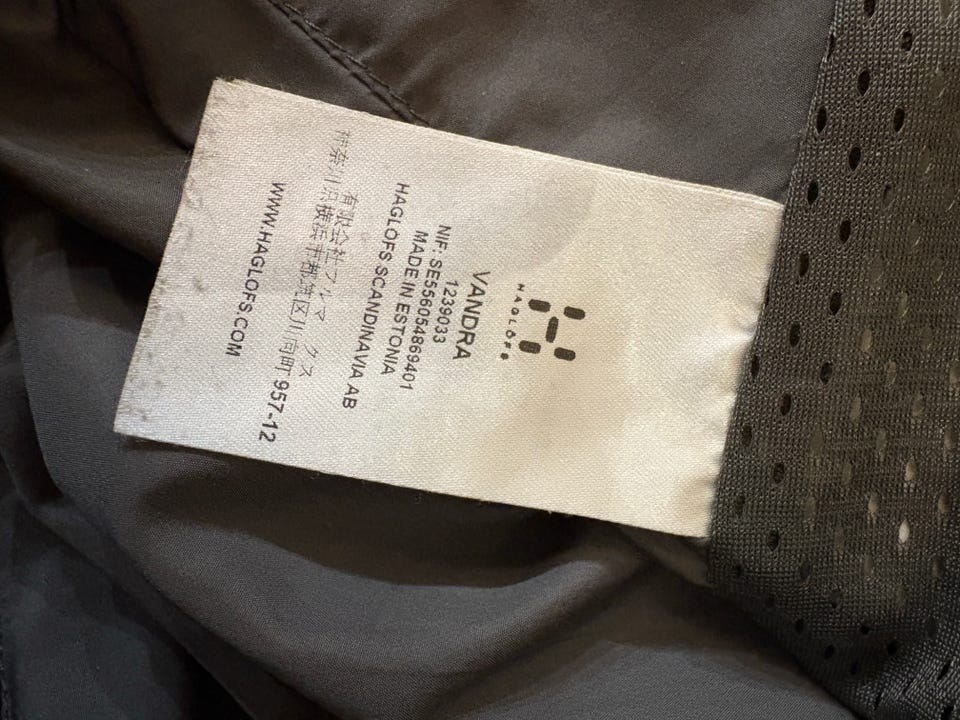 HAGLÖFS
VANDRA
1239033
NIF: SE556054869401
MADE IN ESTONIA
HAGLÖFS SCANDINAVIA AB
有限会社フルマークス
神奈川県横浜市都筑区川向町 957-12
WWW.HAGLOFS.COM